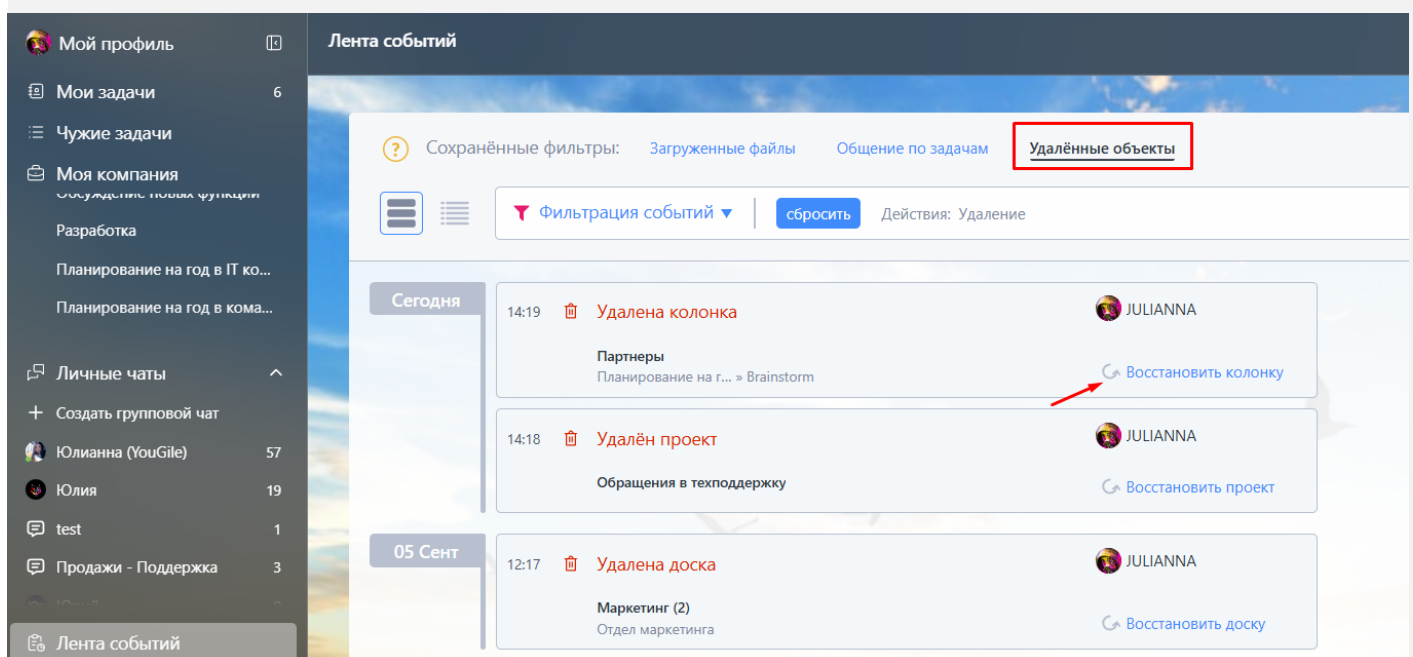 Мой профиль
Мои задачи 6
Чужие задачи
Моя компания
Обсуждение новых функций
Разработка
Планирование на год в IT ко...
Планирование на год в кома...
Личные чаты
Создать групповой чат
Юлианна (YouGile) 57
Юлия 19
test 1
Продажи - Поддержка 3
Лента событий
Лента событий
Сохранённые фильтры: Загруженные файлы Общение по задачам Удалённые объекты
Фильтрация событий сбросить Действия: Удаление
Сегодня
14:19 Удалена колонка JULIANNA
Партнеры
Планирование на г... » Brainstorm Восстановить колонку
14:18 Удалён проект JULIANNA
Обращения в техподдержку Восстановить проект
05 Сент
12:17 Удалена доска JULIANNA
Маркетинг (2)
Отдел маркетинга Восстановить доску